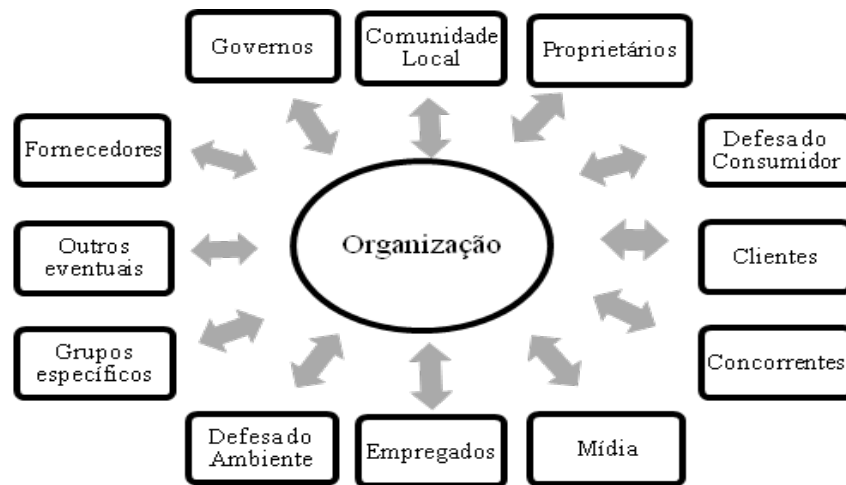 Governos
Comunidade
Local
Proprietários
Fornecedores
Defesa do
Consumidor
Outros
eventuais
Organização
Clientes
Grupos
específicos
Concorrentes
Defesa do
Ambiente
Empregados
Mídia